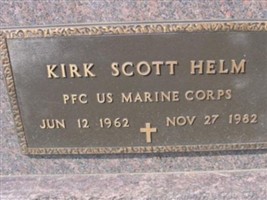 KIRK SCOTT HELM
PFC US MARINE CORPS
JUN 12 1962 NOV 27 1982